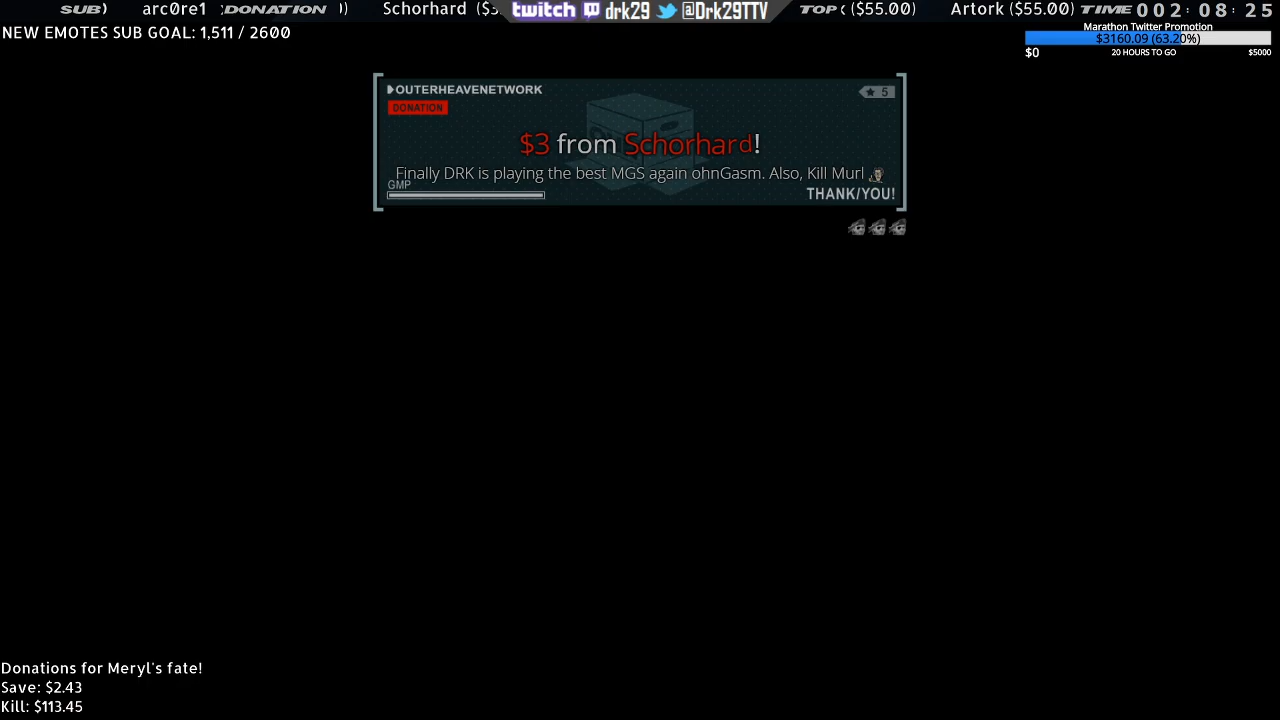 SUB) arc0re1 :DONATION )) Schorhard ($3 twitch drk29 @Drk29TTV TOP ($55.00) Artork ($55.00) TIME 002:08:25
NEW EMOTES SUB GOAL: 1,511 / 2600
Marathon Twitter Promotion
$3160.09 (63.20%)
$0 20 HOURS TO GO $5000
OUTERHEAVENETWORK 5
DONATION
$3 from Schorhard!
Finally DRK is playing the best MGS again ohnGasm. Also, Kill Murl
GMP
THANK/YOU!
Donations for Meryl's fate!
Save: $2.43
Kill: $113.45